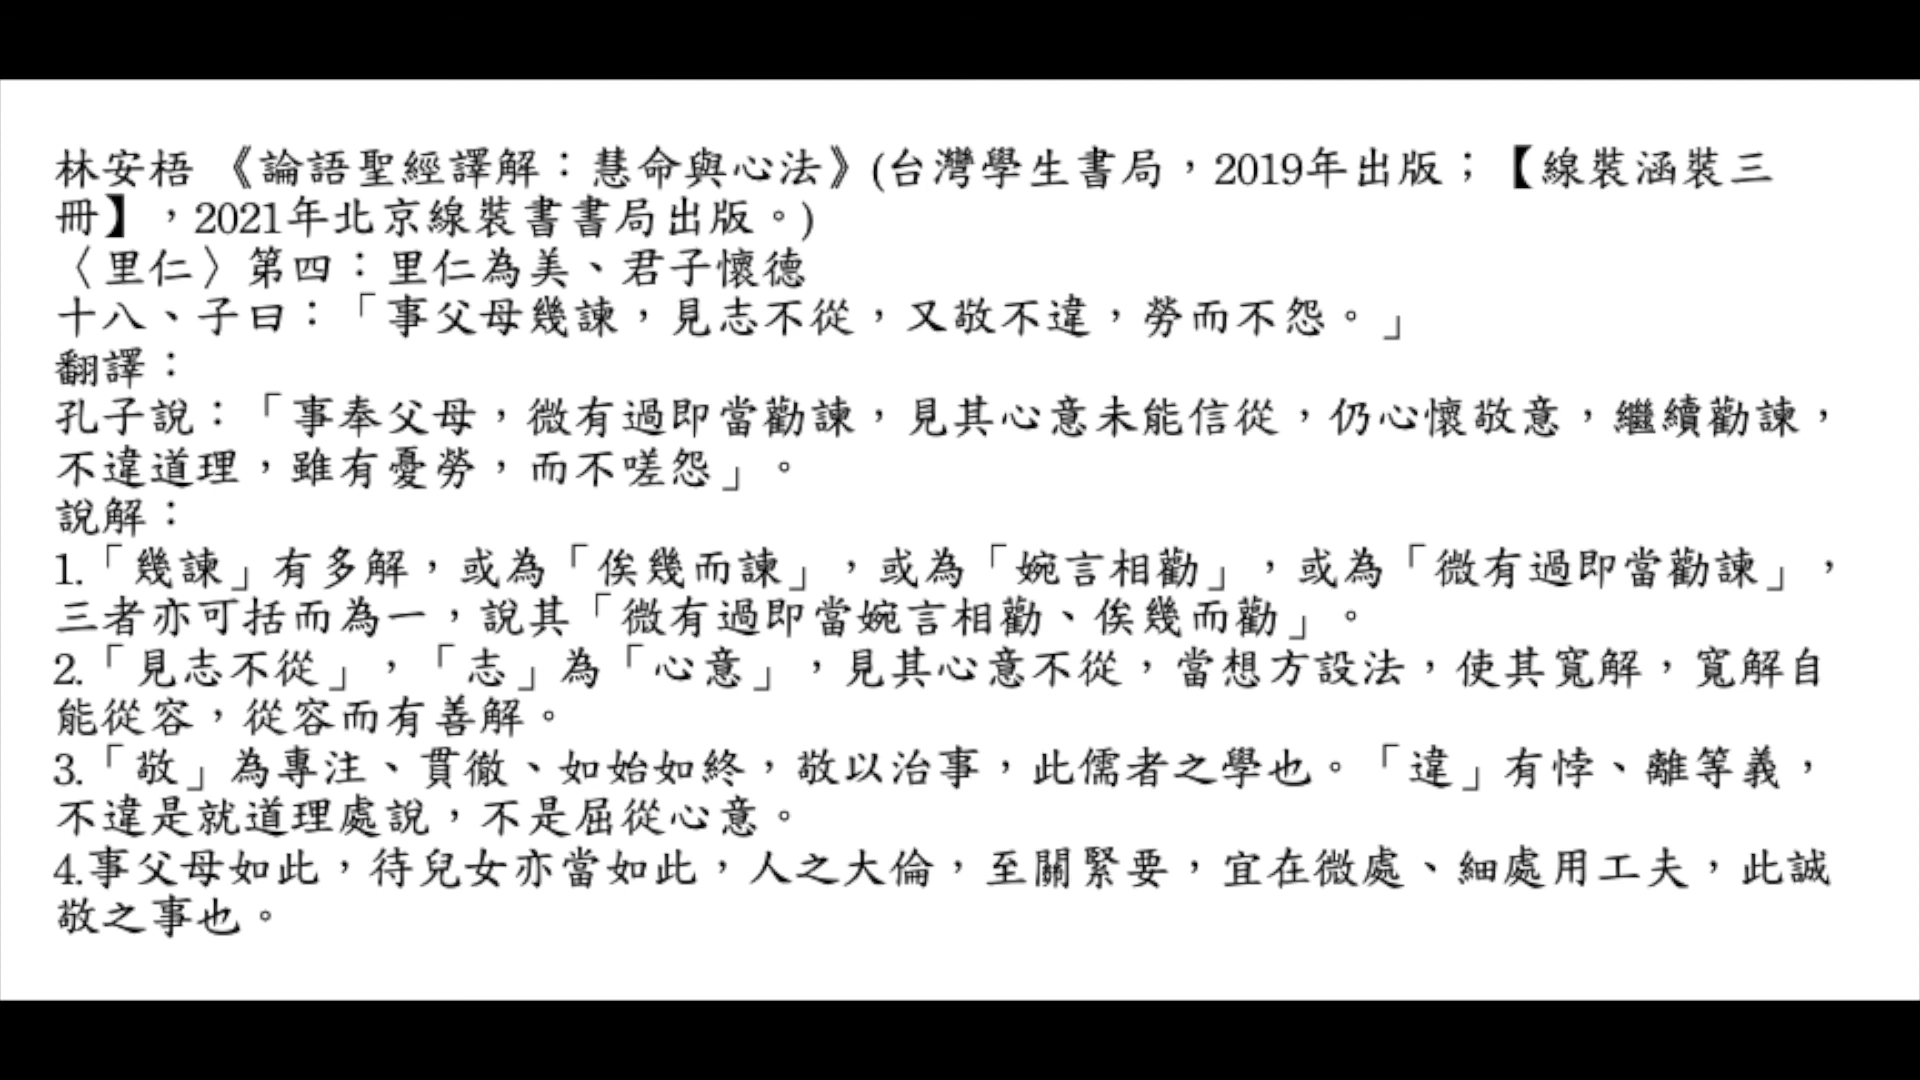 林安梧 《論語聖經譯解：慧命與心法》(台灣學生書局，2019年出版；【線裝涵裝三
冊】，2021年北京線裝書書局出版。)
〈里仁〉第四：里仁為美、君子懷德
十八、子曰：「事父母幾諫，見志不從，又敬不違，勞而不怨。」
翻譯：
孔子說：「事奉父母，微有過即當勸諫，見其心意未能信從，仍心懷敬意，繼續勸諫，
不違道理，雖有憂勞，而不嗟怨」。
說解：
1.「幾諫」有多解，或為「俟幾而諫」，或為「婉言相勸」，或為「微有過即當勸諫」，
三者亦可括而為一，說其「微有過即當婉言相勸、俟幾而勸」。
2.「見志不從」，「志」為「心意」，見其心意不從，當想方設法，使其寬解，寬解自
能從容，從容而有善解。
3.「敬」為專注、貫徹、如始如終，敬以治事，此儒者之學也。「違」有悖、離等義，
不違是就道理處說，不是屈從心意。
4.事父母如此，待兒女亦當如此，人之大倫，至關緊要，宜在微處、細處用工夫，此誠
敬之事也。